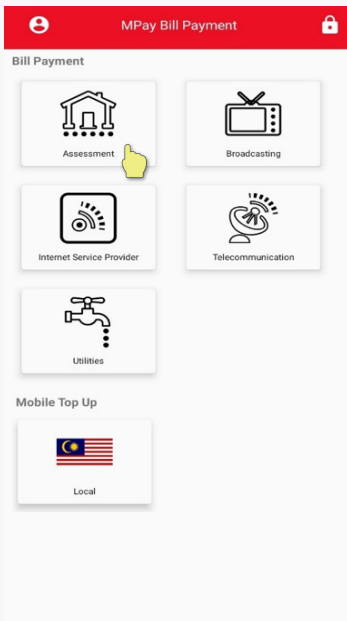 MPay Bill Payment
Bill Payment
Assessment
Broadcasting
Internet Service Provider
Telecommunication
Utilities
Mobile Top Up
Local